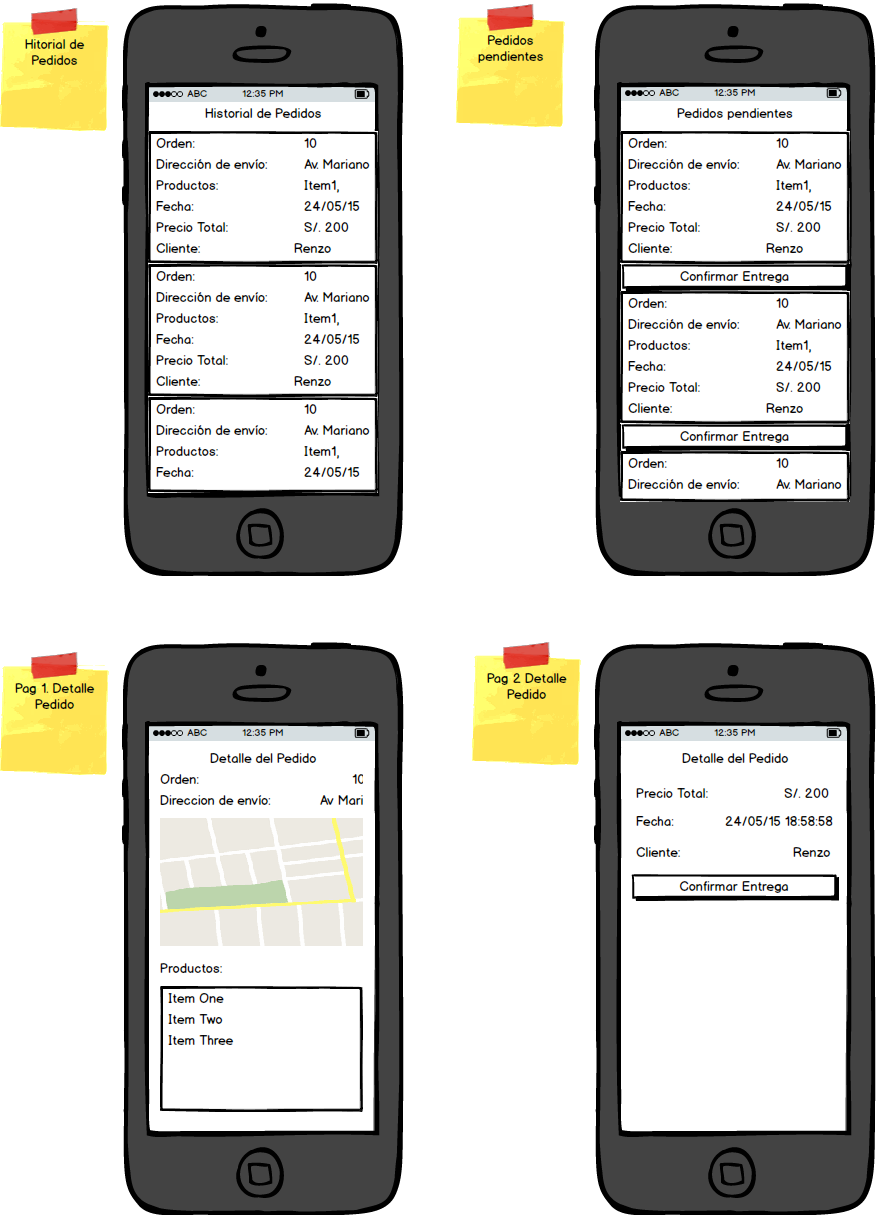 Hitorial de
Pedidos
ABC 12:35 PM
Historial de Pedidos
Orden: 10
Dirección de envío: Av. Mariano
Productos: Item1,
Fecha: 24/05/15
Precio Total: S/. 200
Cliente: Renzo
Orden: 10
Dirección de envío: Av. Mariano
Productos: Item1,
Fecha: 24/05/15
Precio Total: S/. 200
Cliente: Renzo
Orden: 10
Dirección de envío: Av. Mariano
Productos: Item1,
Fecha: 24/05/15
Pedidos
pendientes
ABC 12:35 PM
Pedidos pendientes
Orden: 10
Dirección de envío: Av. Mariano
Productos: Item1,
Fecha: 24/05/15
Precio Total: S/. 200
Cliente: Renzo
Confirmar Entrega
Orden: 10
Dirección de envío: Av. Mariano
Productos: Item1,
Fecha: 24/05/15
Precio Total: S/. 200
Cliente: Renzo
Confirmar Entrega
Orden: 10
Dirección de envío: Av. Mariano
Pag 1. Detalle
Pedido
ABC 12:35 PM
Detalle del Pedido
Orden: 10
Direccion de envío: Av Mari
Productos:
Item One
Item Two
Item Three
Pag 2 Detalle
Pedido
ABC 12:35 PM
Detalle del Pedido
Precio Total: S/. 200
Fecha: 24/05/15 18:58:58
Cliente: Renzo
Confirmar Entrega